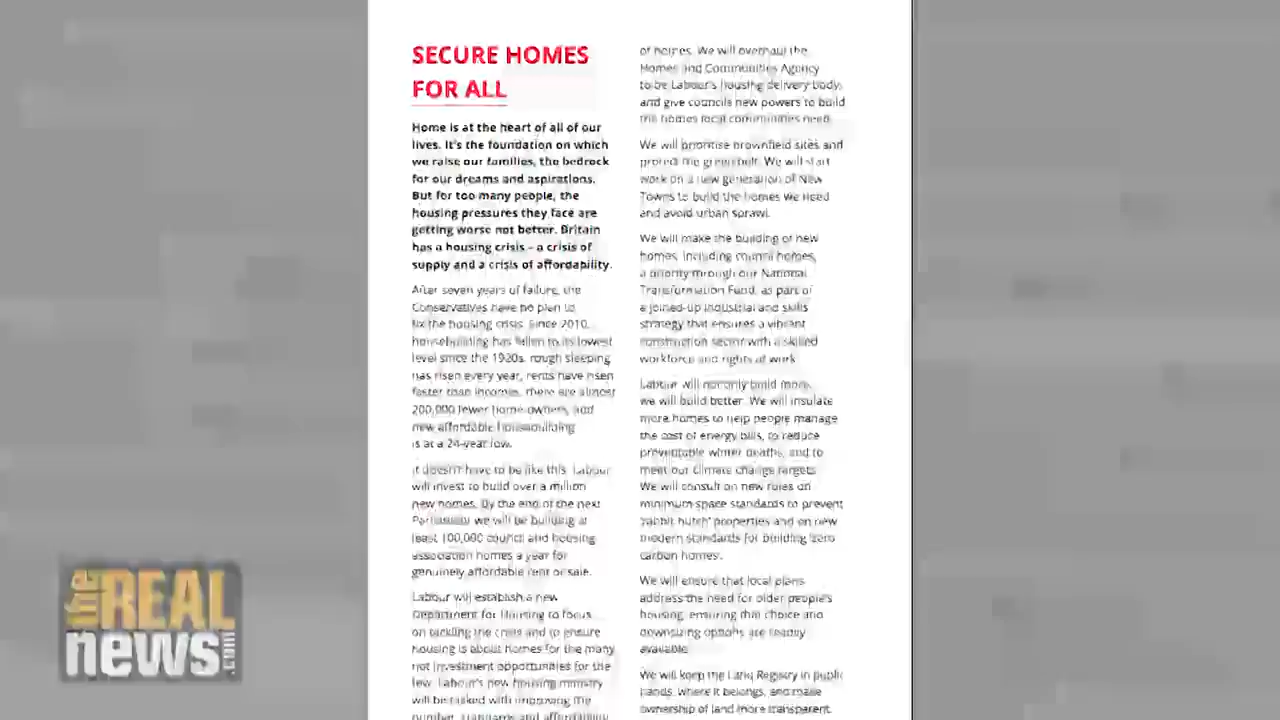 SECURE HOMES
FOR ALL
Home is at the heart of all of our
lives. It's the foundation on which
we raise our families, the bedrock
for our dreams and aspirations.
But for too many people, the
housing pressures they face are
getting worse not better. Britain
has a housing crisis – a crisis of
supply and a crisis of affordability.
After seven years of failure, the
Conservatives have no plan to
fix the housing crisis. Since 2010,
housebuilding has fallen to its lowest
level since the 1920s, rough sleeping
has risen every year, rents have risen
faster than incomes, there are almost
200,000 fewer home-owners, and
new affordable housebuilding
is at a 24-year low.
It doesn't have to be like this. Labour
will invest to build over a million
new homes. By the end of the next
Parliament we will be building at
least 100,000 council and housing
association homes a year for
genuinely affordable rent or sale.
Labour will establish a new
Department for Housing to focus
on tackling the crisis and to ensure
housing is about homes for the many
not investment opportunities for the
few. Labour's new housing ministry
will be tasked with improving the
number, standards and affordability
of homes. We will overhaul the
Homes and Communities Agency
to be Labour's housing delivery body,
and give councils new powers to build
the homes local communities need.
We will prioritise brownfield sites and
protect the green belt. We will start
work on a new generation of New
Towns to build the homes we need
and avoid urban sprawl.
We will make the building of new
homes, including council homes,
a priority through our National
Transformation Fund, as part of
a joined-up industrial and skills
strategy that ensures a vibrant
construction sector with a skilled
workforce and rights at work.
Labour will not only build more,
we will build better. We will insulate
more homes to help people manage
the cost of energy bills, to reduce
preventable winter deaths, and to
meet our climate change targets.
We will consult on new rules on
minimum space standards to prevent
'rabbit hutch' properties and on new
modern standards for building 'zero
carbon homes'.
We will ensure that local plans
address the need for older people's
housing, ensuring that choice and
downsizing options are readily
available.
We will keep the Land Registry in public
hands, where it belongs, and make
ownership of land more transparent.
the REAL
news.com